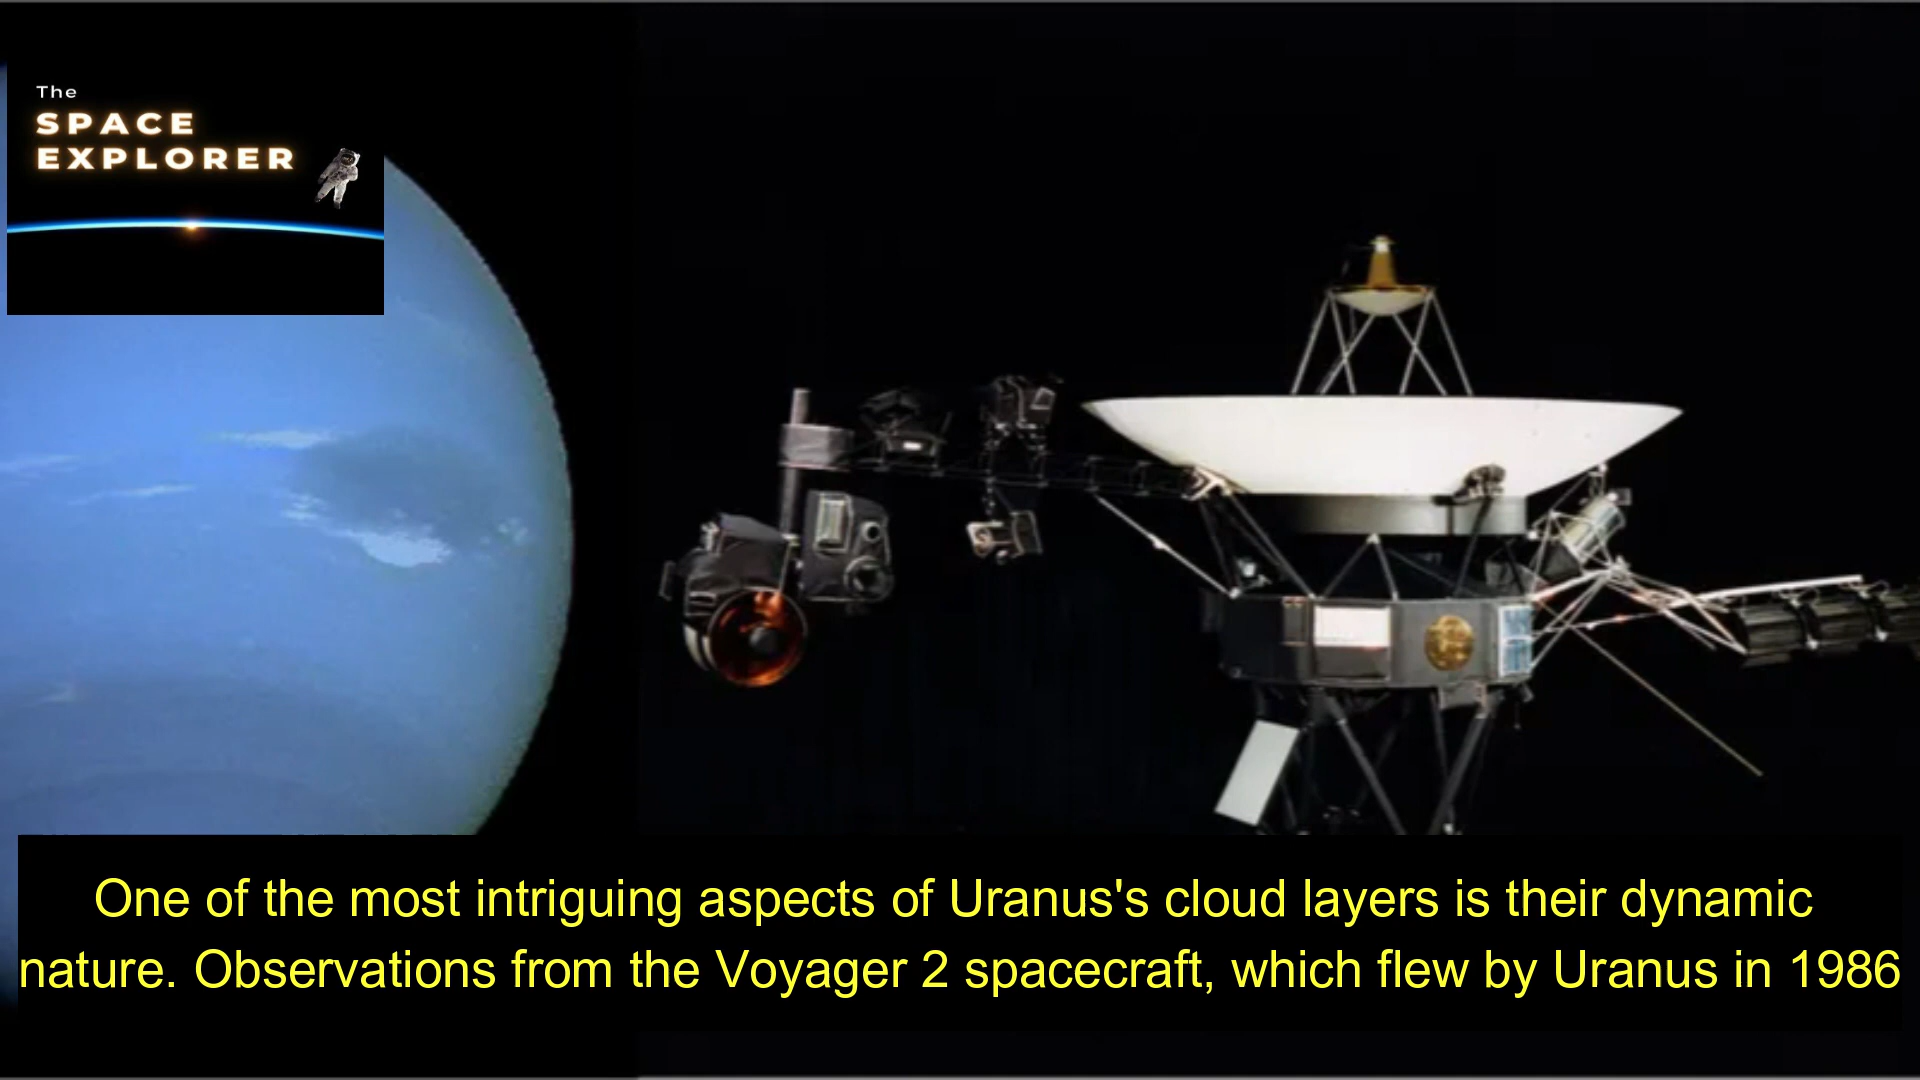 The
SPACE
EXPLORER
One of the most intriguing aspects of Uranus's cloud layers is their dynamic
nature. Observations from the Voyager 2 spacecraft, which flew by Uranus in 1986